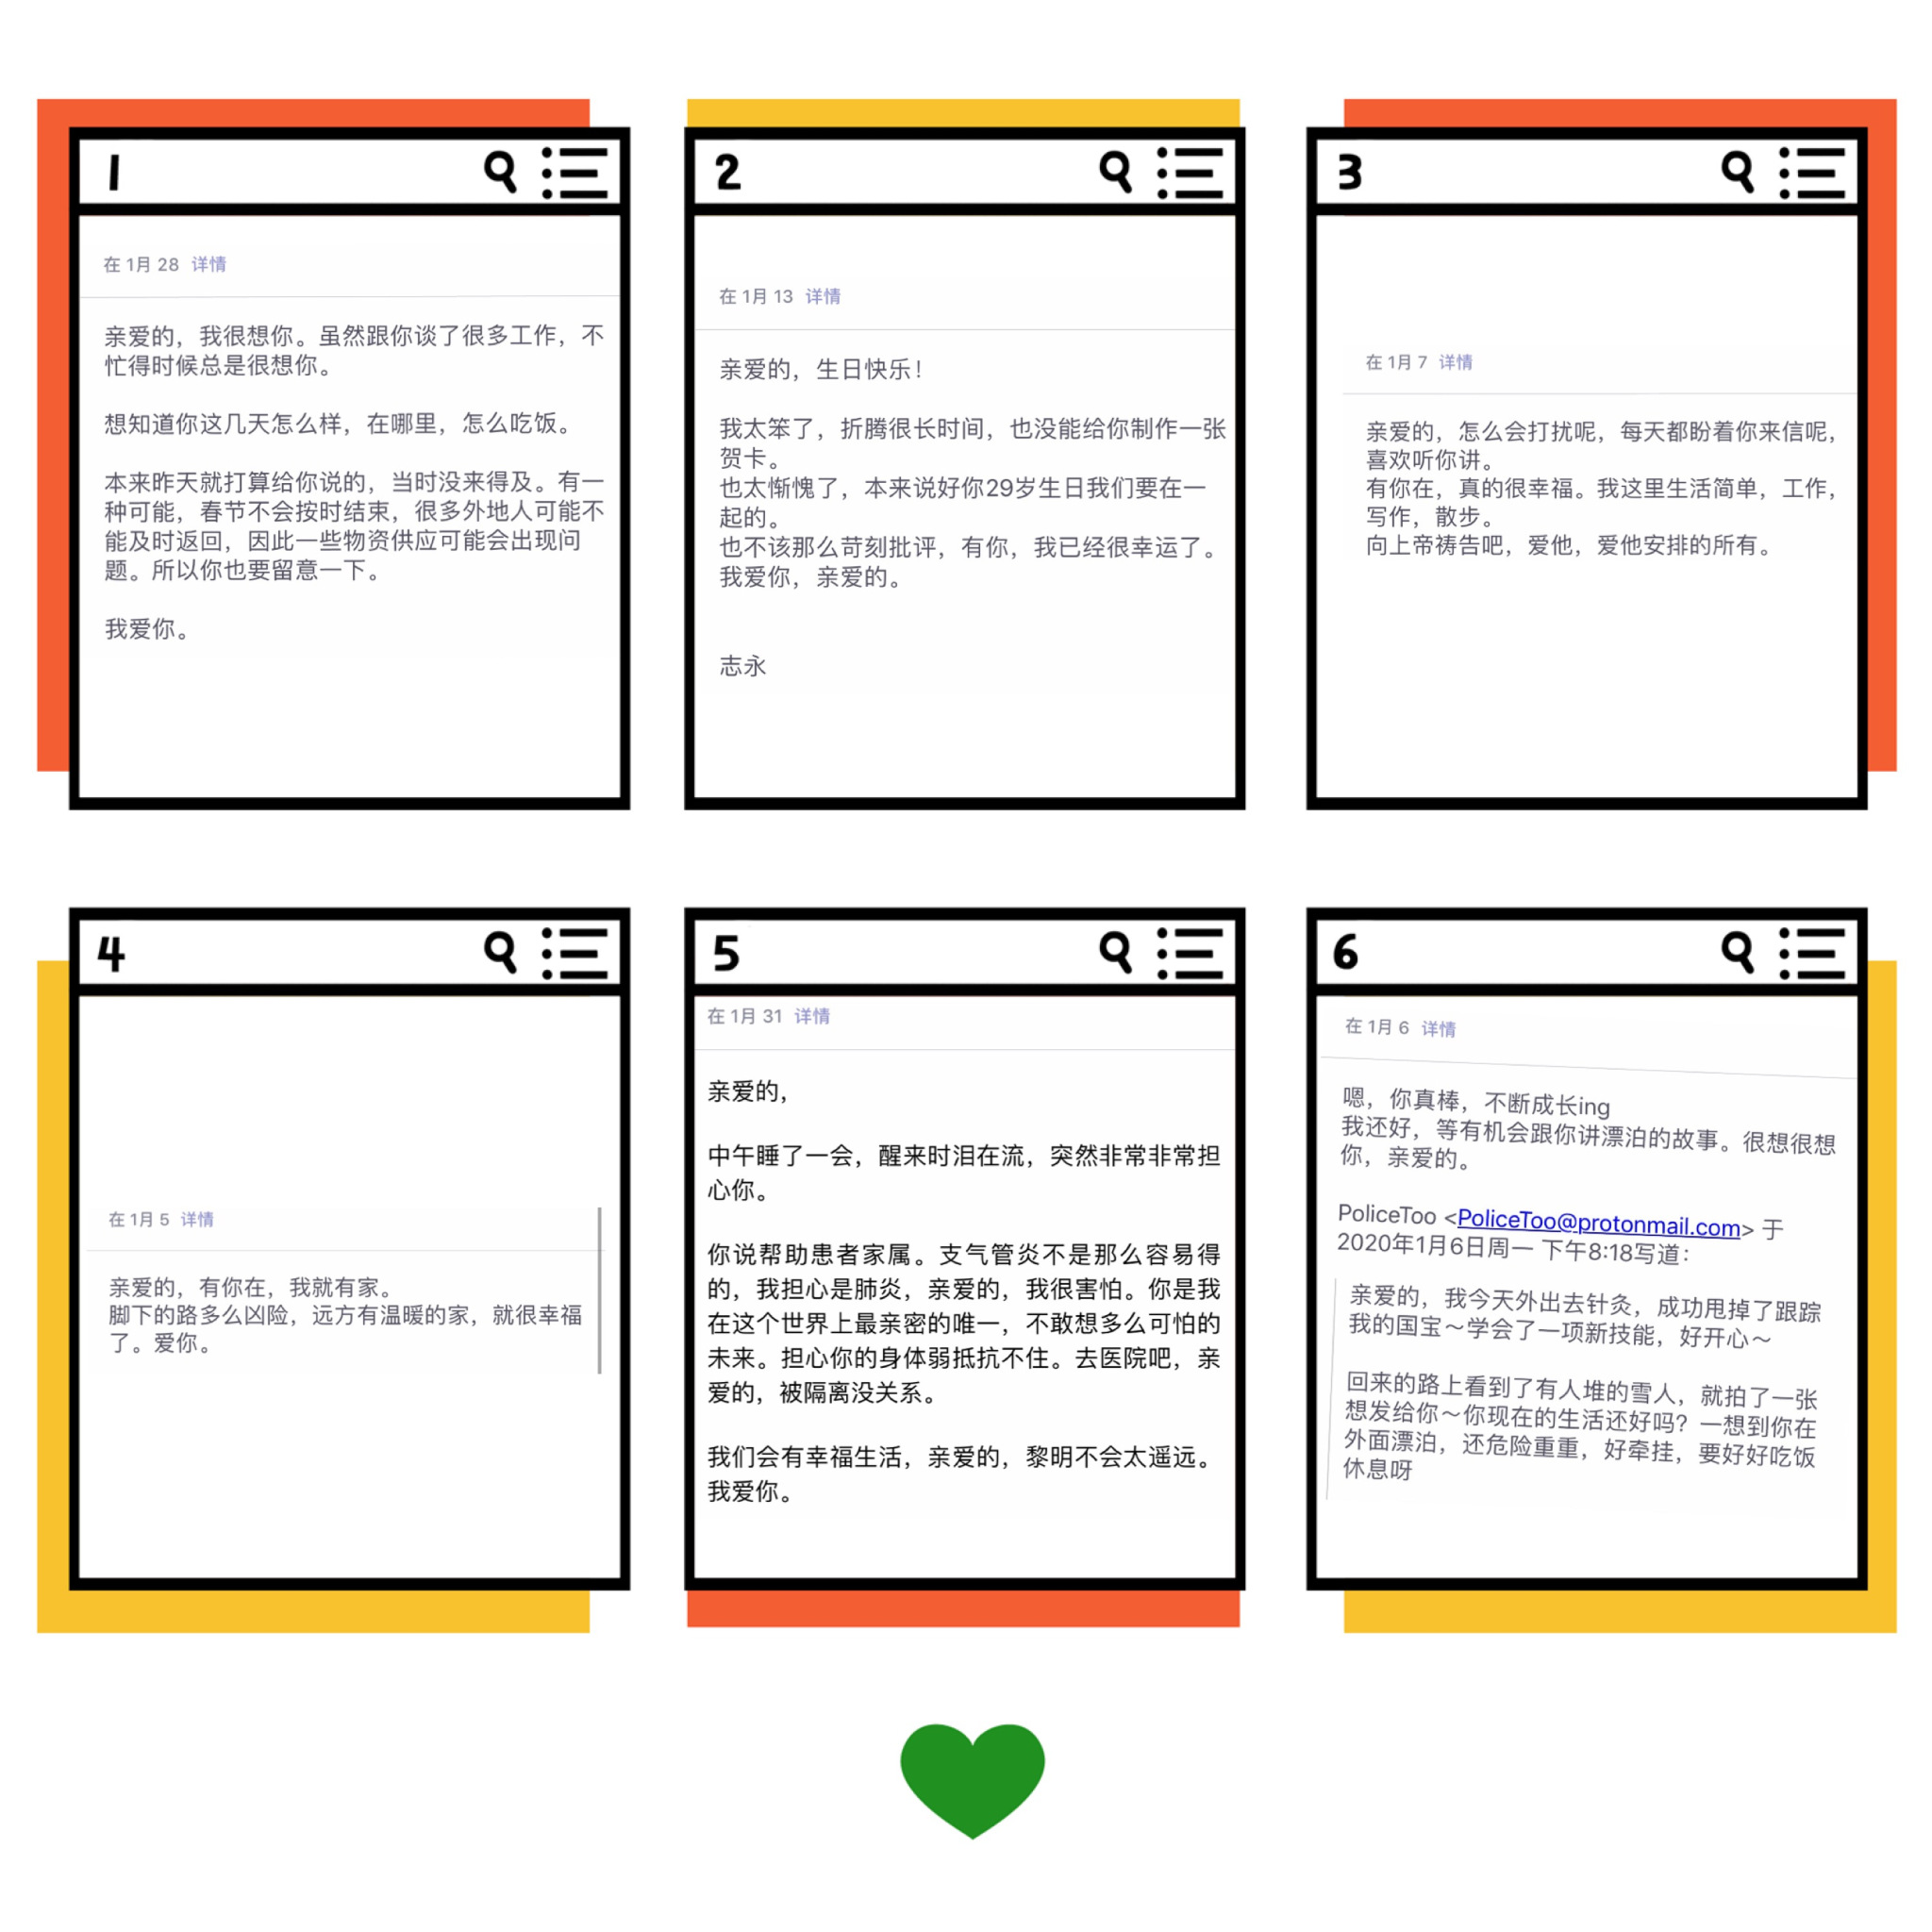 1
在 1月 28 详情
亲爱的，我很想你。虽然跟你谈了很多工作，不
忙得时候总是很想你。
想知道你这几天怎么样，在哪里，怎么吃饭。
本来昨天就打算给你说的，当时没来得及。有一
种可能，春节不会按时结束，很多外地人可能不
能及时返回，因此一些物资供应可能会出现问
题。所以你也要留意一下。
我爱你。
2
在 1月 13 详情
亲爱的，生日快乐！
我太笨了，折腾很长时间，也没能给你制作一张
贺卡。
也太惭愧了，本来说好你29岁生日我们要在一
起的。
也不该那么苛刻批评，有你，我已经很幸运了。
我爱你，亲爱的。
志永
3
在 1月 7 详情
亲爱的，怎么会打扰呢，每天都盼着你来信呢，
喜欢听你讲。
有你在，真的很幸福。我这里生活简单，工作，
写作，散步。
向上帝祷告吧，爱他，爱他安排的所有。
4
在 1月 5 详情
亲爱的，有你在，我就有家。
脚下的路多么凶险，远方有温暖的家，就很幸福
了。爱你。
5
在 1月 31 详情
亲爱的，
中午睡了一会，醒来时泪在流，突然非常非常担
心你。
你说帮助患者家属。支气管炎不是那么容易得
的，我担心是肺炎，亲爱的，我很害怕。你是我
在这个世界上最亲密的唯一，不敢想多么可怕的
未来。担心你的身体弱抵抗不住。去医院吧，亲
爱的，被隔离没关系。
我们会有幸福生活，亲爱的，黎明不会太遥远。
我爱你。
6
在 1月 6 详情
嗯，你真棒，不断成长ing
我还好，等有机会跟你讲漂泊的故事。很想很想
你，亲爱的。
PoliceToo <PoliceToo@protonmail.com> 于
2020年1月6日周一 下午8:18写道：
亲爱的，我今天外出去针灸，成功甩掉了跟踪
我的国宝～学会了一项新技能，好开心～
回来的路上看到了有人堆的雪人，就拍了一张
想发给你～你现在的生活还好吗？一想到你在
外面漂泊，还危险重重，好牵挂，要好好吃饭
休息呀